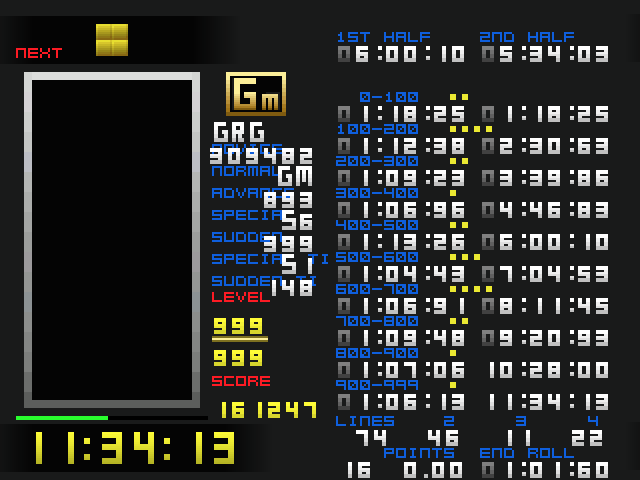 NEXT
1ST HALF 2ND HALF
06:00:10 05:34:03
Gm
GRG
309482
NORMAL GM
ADVANCE 893
SPECIA 56
SUDDEN 399
SPECIAL TI 51
SUDDEN TI 148
LEVEL
999
999
SCORE
161247
11:34:13
0-100
01:18:25 01:18:25
100-200
01:12:38 02:30:63
200-300
01:09:23 03:39:86
300-400
01:06:96 04:46:83
400-500
01:13:26 06:00:10
500-600
01:04:43 07:04:53
600-700
01:06:91 08:11:45
700-800
01:09:48 09:20:93
800-900
01:07:06 10:28:00
900-999
01:06:13 11:34:13
LINES 2 3 4
74 46 11 22
POINTS END ROLL
16 0.00 01:01:60